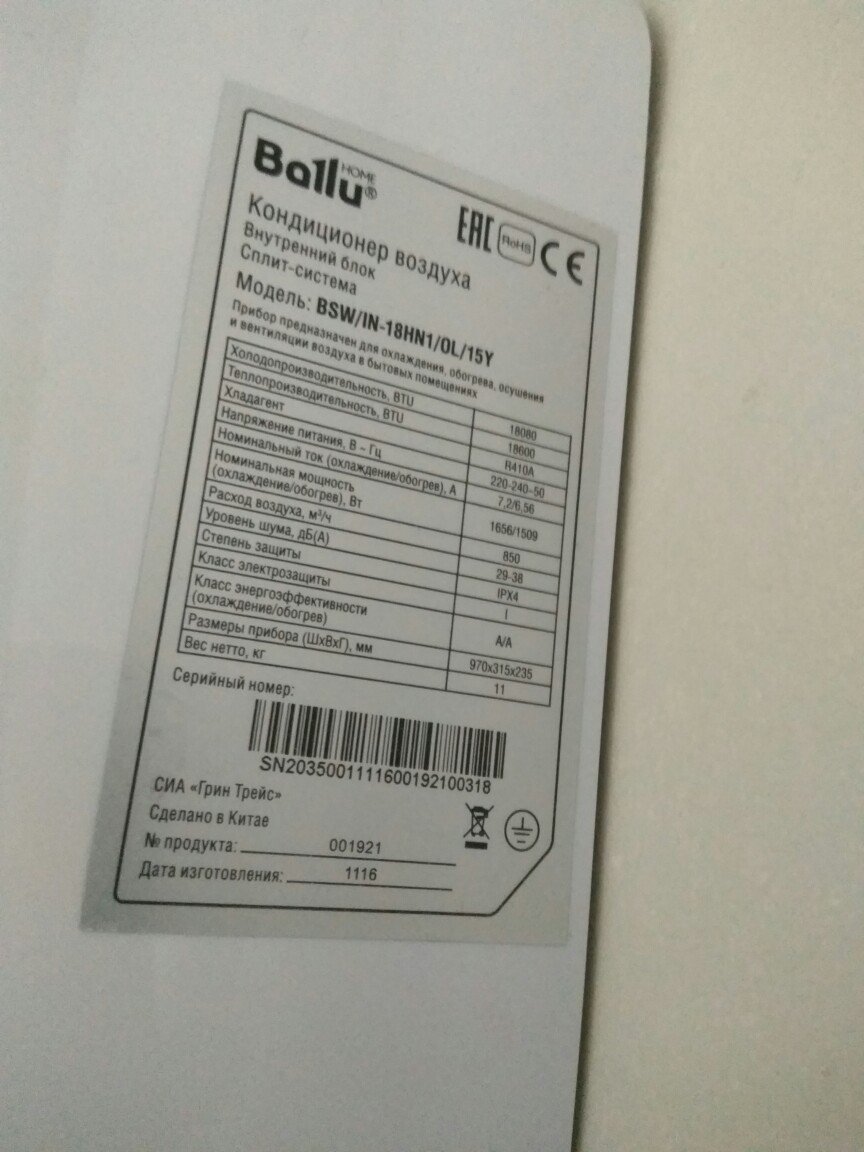 Ballu® HOME
EAC RoHS CE
Кондиционер воздуха
Внутренний блок
Сплит-система
Модель: BSW/IN-18HN1/OL/15Y
Прибор предназначен для охлаждения, обогрева, осушения
и вентиляции воздуха в бытовых помещениях
Холодопроизводительность, BTU 18080
Теплопроизводительность, BTU 18600
Хладагент R410A
Напряжение питания, В ~ Гц 220-240~50
Номинальный ток (охлаждение/обогрев), А 7,2/6,56
Номинальная мощность
(охлаждение/обогрев), Вт 1656/1509
Расход воздуха, м³/ч 850
Уровень шума, дБ(А) 29-38
Степень защиты IPX4
Класс электрозащиты I
Класс энергоэффективности
(охлаждение/обогрев) A/A
Размеры прибора (ШхВхГ), мм 970x315x235
Вес нетто, кг 11
Серийный номер:
SN2035001111600192100318
СИА «Грин Трейс»
Сделано в Китае
№ продукта: 001921
Дата изготовления: 1116